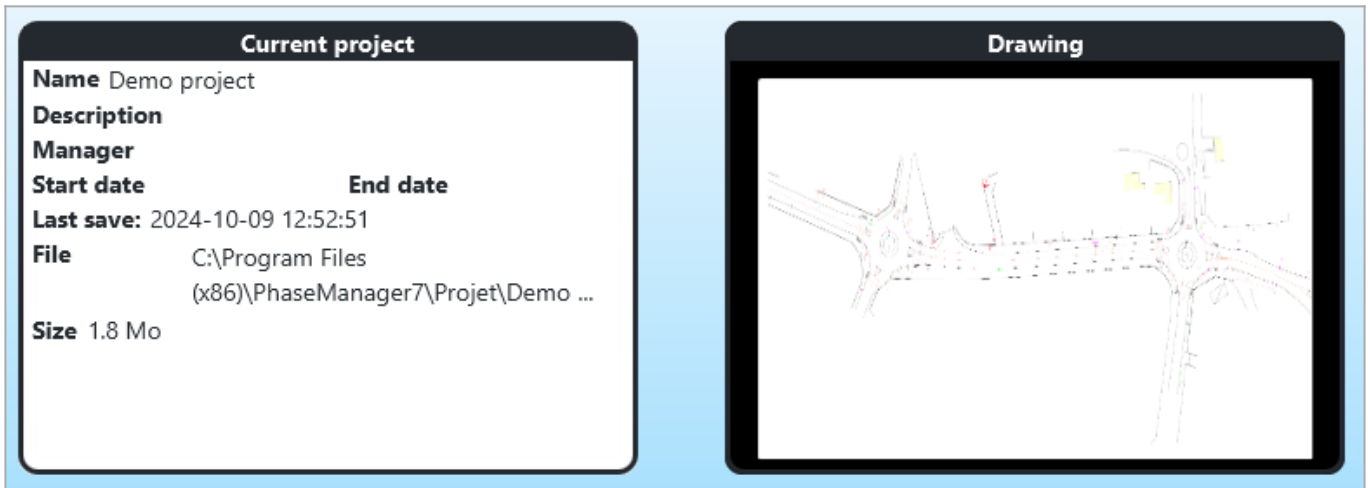 Current project
Name Demo project
Description
Manager
Start date End date
Last save: 2024-10-09 12:52:51
File C:\Program Files
(x86)\PhaseManager7\Projet\Demo ...
Size 1.8 Mo
Drawing